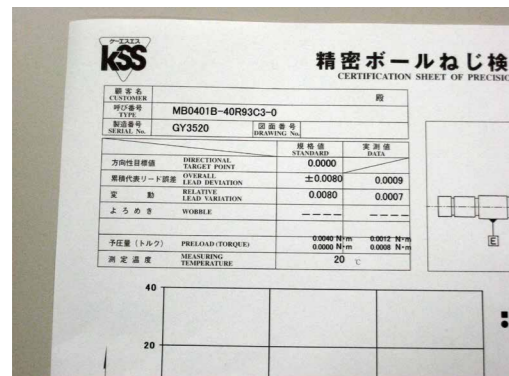 ケーエスエス
KSS
精密ボールねじ検
CERTIFICATION SHEET OF PRECISIO
顧客名 CUSTOMER 殿
呼び番号 TYPE MB0401B-40R93C3-0
製造番号 SERIAL No. GY3520 図面番号 DRAWING No.
規格値 STANDARD 実測値 DATA
方向性目標値 DIRECTIONAL TARGET POINT 0.0000
累積代表リード誤差 OVERALL LEAD DEVIATION ±0.0080 0.0009
変動 RELATIVE LEAD VARIATION 0.0080 0.0007
よろめき WOBBLE ---- ----
予圧量(トルク) PRELOAD (TORQUE) 0.0040 N・m 0.0012 N・m
0.0000 N・m 0.0008 N・m
測定温度 MEASURING TEMPERATURE 20 ℃
E
40
20